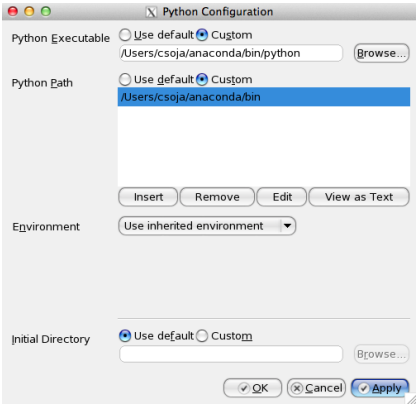 Python Configuration
Python Executable Use default Custom
/Users/csoja/anaconda/bin/python Browse...
Python Path Use default Custom
/Users/csoja/anaconda/bin
Insert Remove Edit View as Text
Environment Use inherited environment
Initial Directory Use default Custom
Browse...
OK Cancel Apply